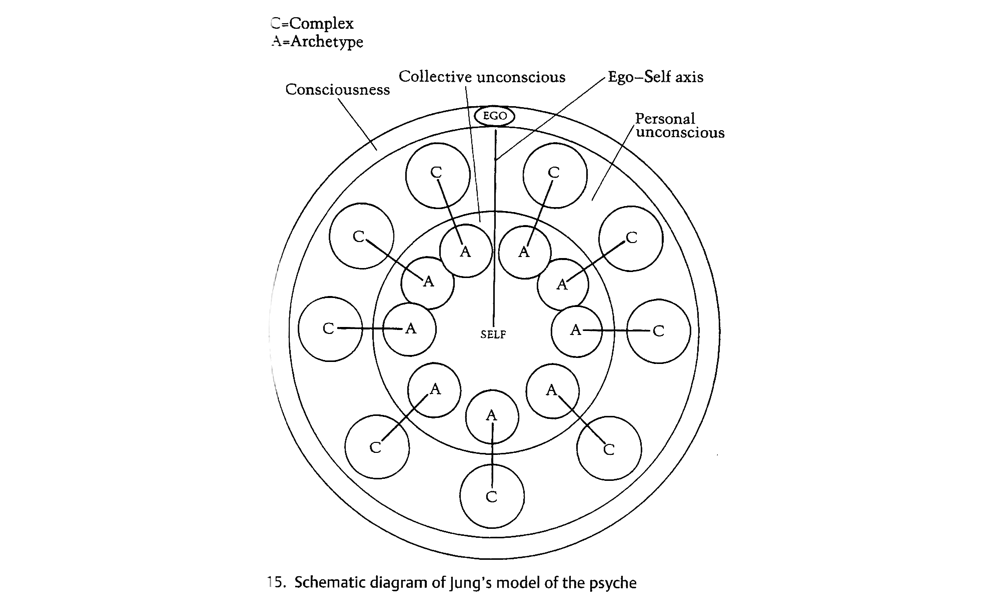 C=Complex
A=Archetype
Collective unconscious
Ego–Self axis
Consciousness
EGO
Personal
unconscious
C
C
C
C
A
A
A
A
C
A
A
C
SELF
A
A
A
C
C
C
15. Schematic diagram of Jung's model of the psyche